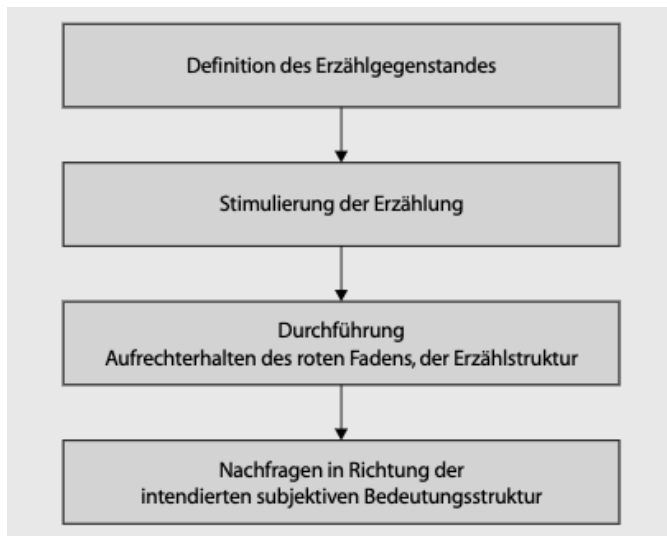 Definition des Erzählgegenstandes
Stimulierung der Erzählung
Durchführung
Aufrechterhalten des roten Fadens, der Erzählstruktur
Nachfragen in Richtung der
intendierten subjektiven Bedeutungsstruktur